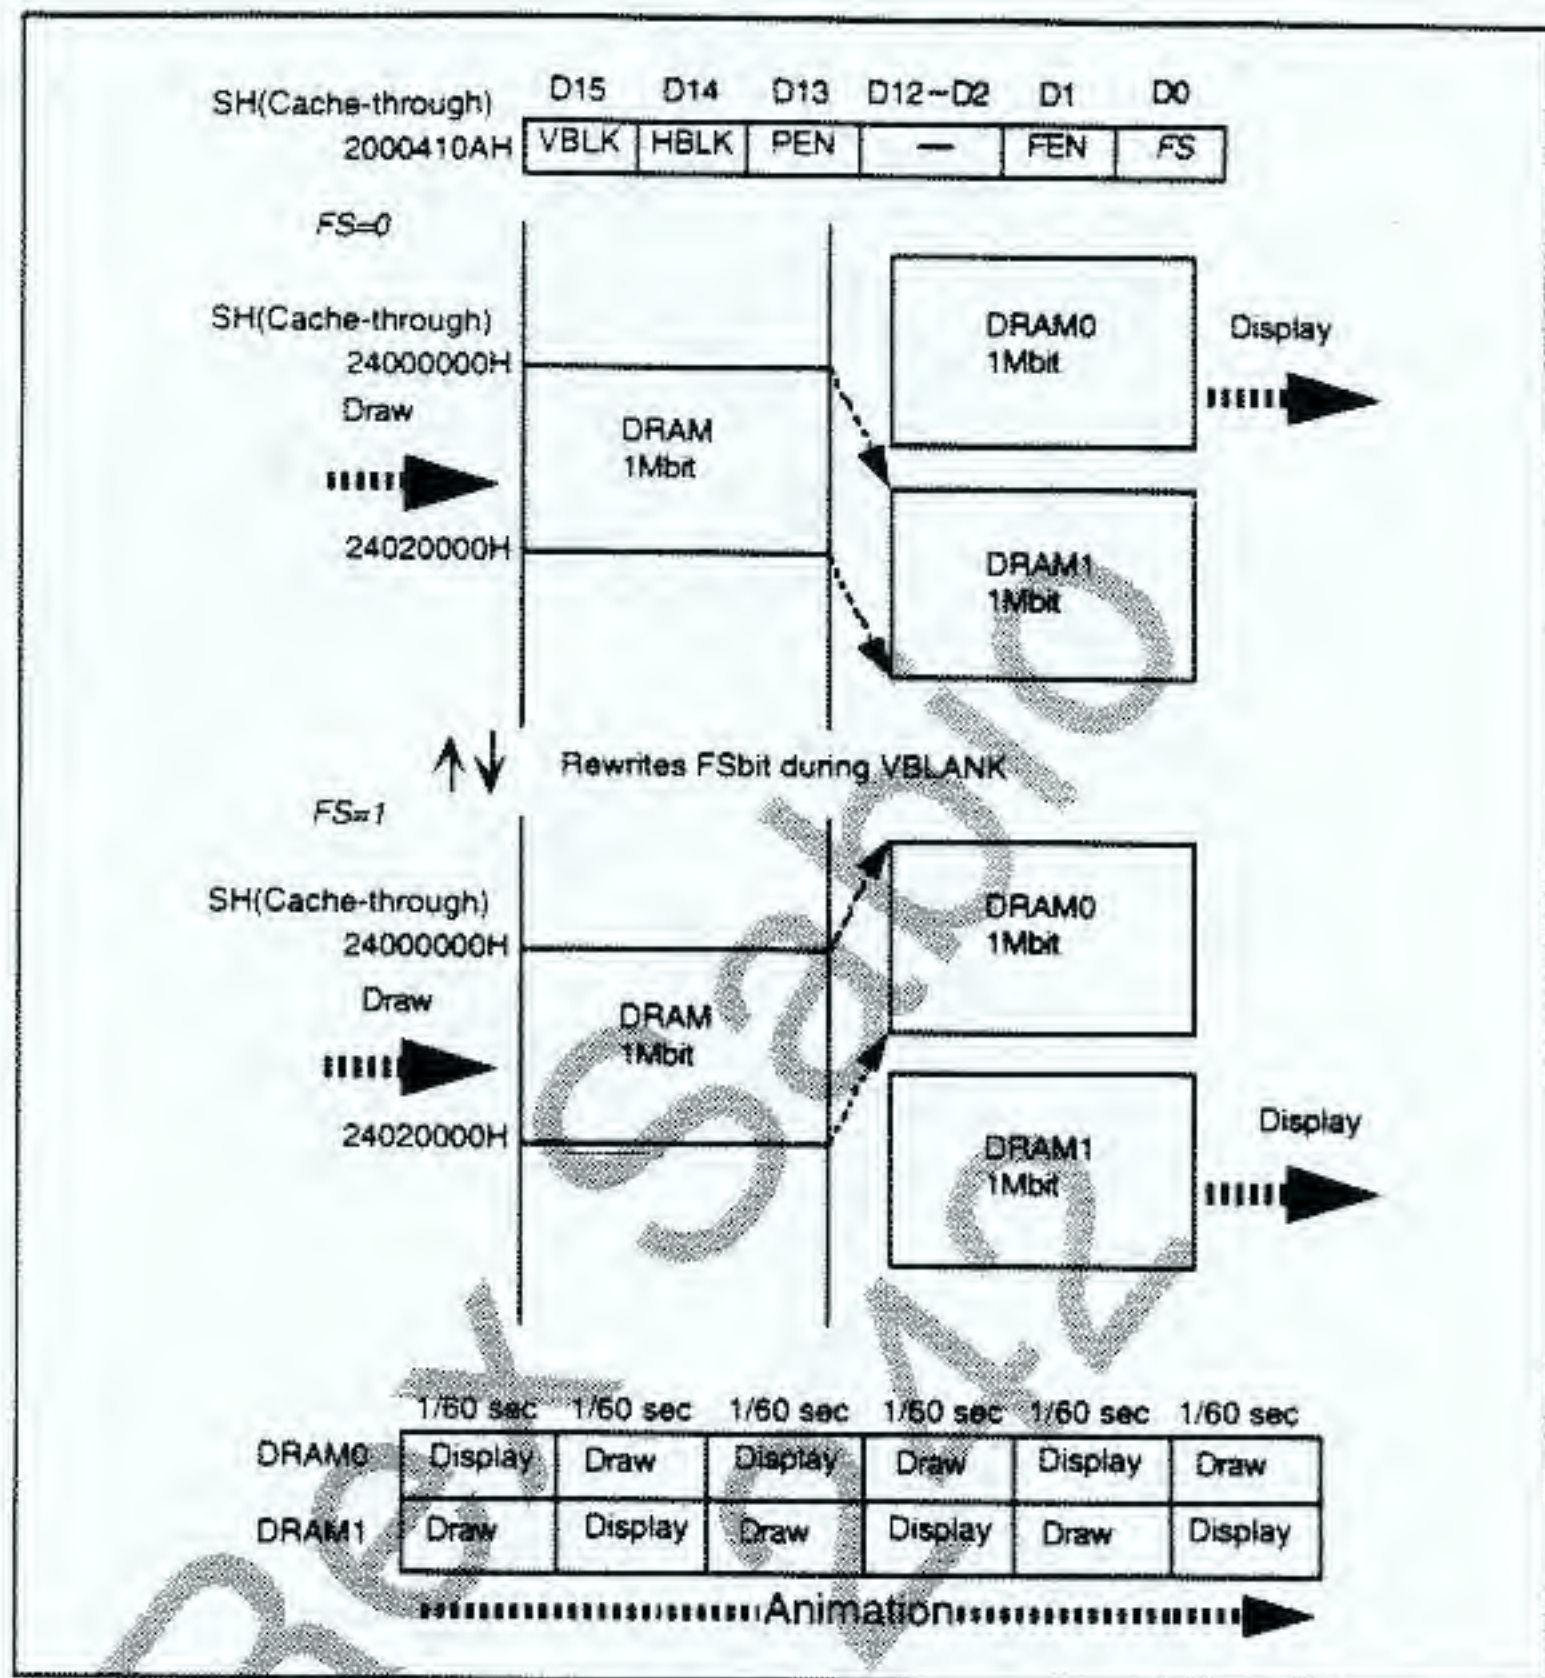 D15 D14 D13 D12~D2 D1 D0
SH(Cache-through)
2000410AH VBLK HBLK PEN — FEN FS
FS=0
SH(Cache-through)
24000000H
Draw
DRAM
1Mbit
24020000H
DRAM0
1Mbit
Display
DRAM1
1Mbit
Rewrites FSbit during VBLANK
FS=1
SH(Cache-through)
24000000H
Draw
DRAM
1Mbit
24020000H
DRAM0
1Mbit
DRAM1
1Mbit
Display
1/60 sec 1/60 sec 1/60 sec 1/60 sec 1/60 sec 1/60 sec
DRAM0 Display Draw Display Draw Display Draw
DRAM1 Draw Display Draw Display Draw Display
Animation